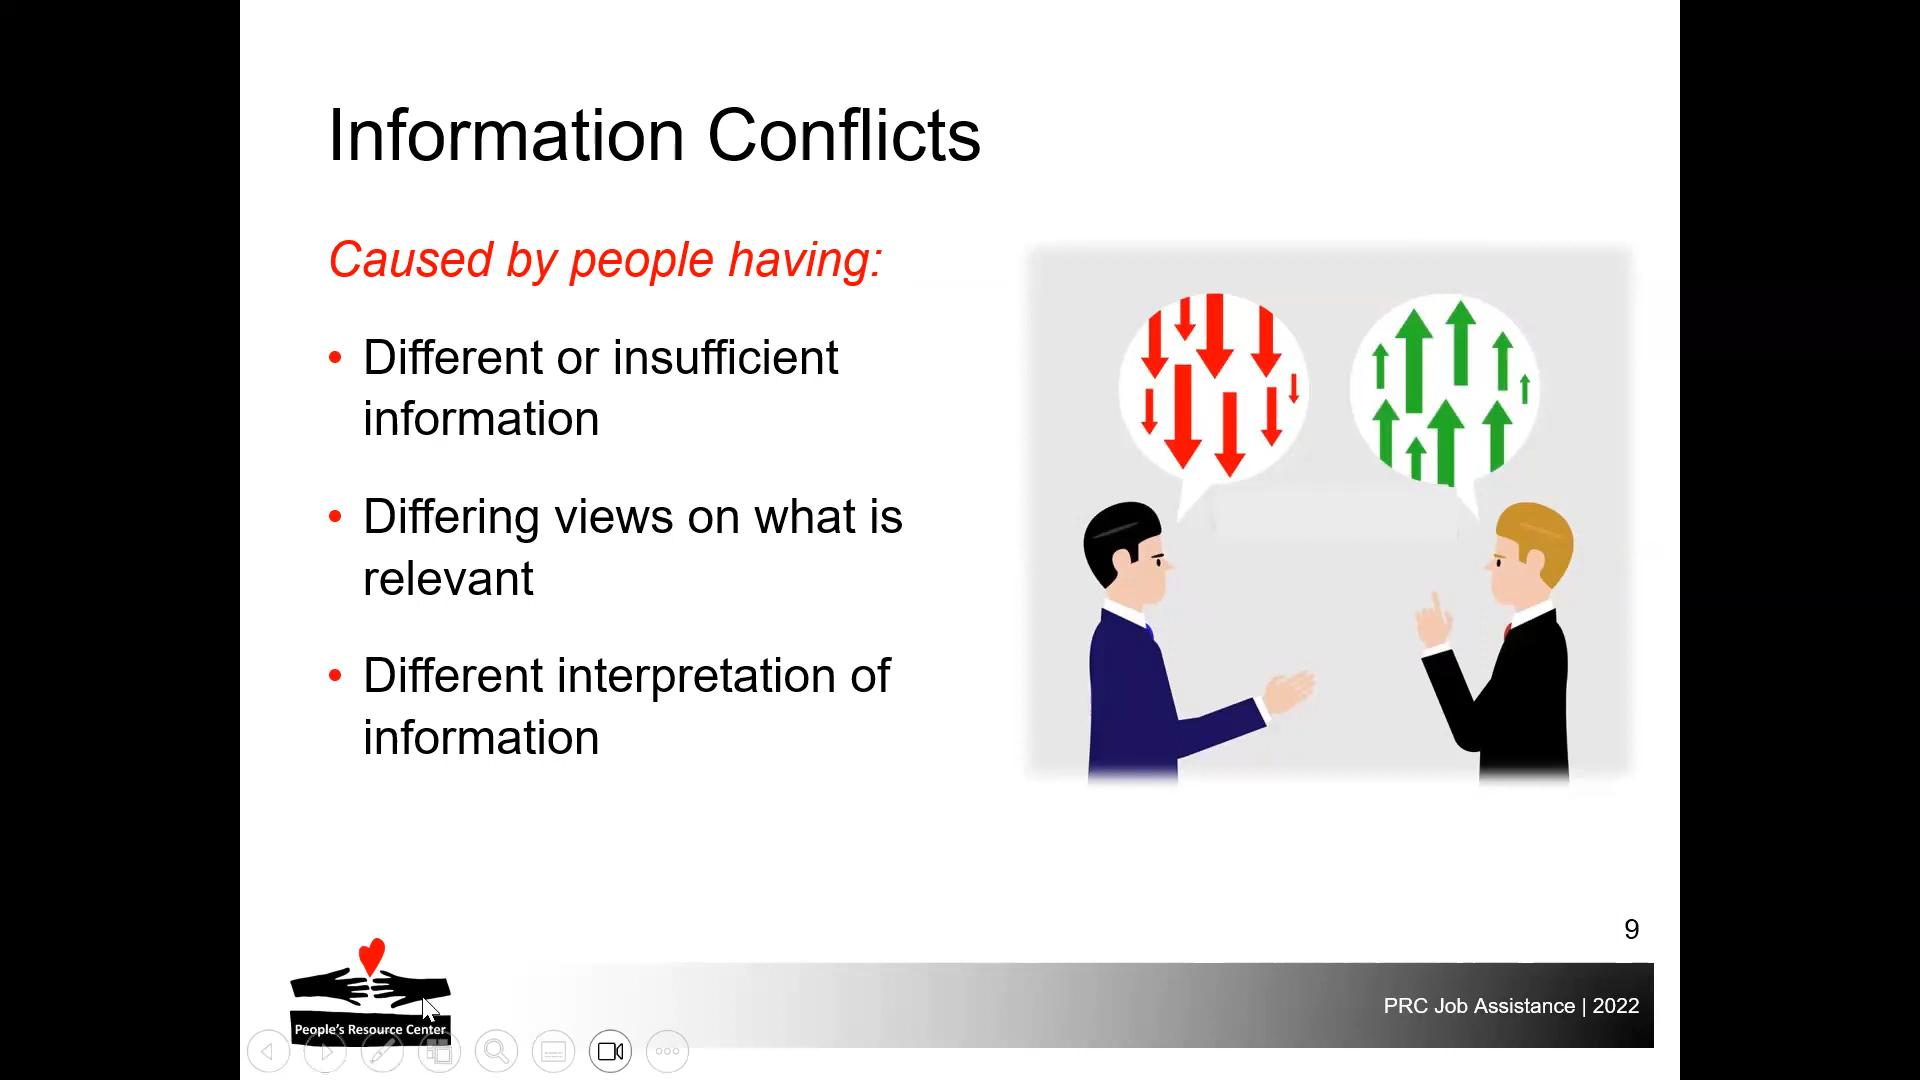 Information Conflicts
Caused by people having:
• Different or insufficient
information
• Differing views on what is
relevant
• Different interpretation of
information
9
People's Resource Center
PRC Job Assistance | 2022